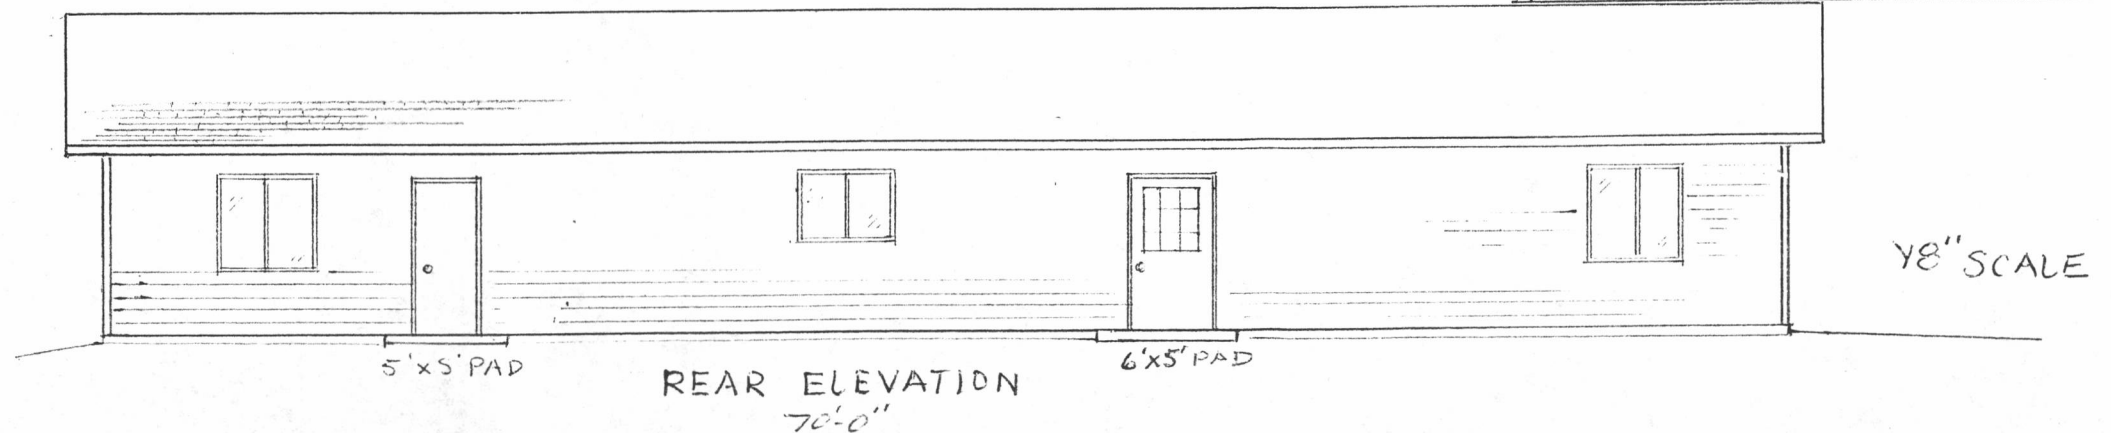 1/8" SCALE
5'x5' PAD
6'x5' PAD
REAR ELEVATION
70'-0"